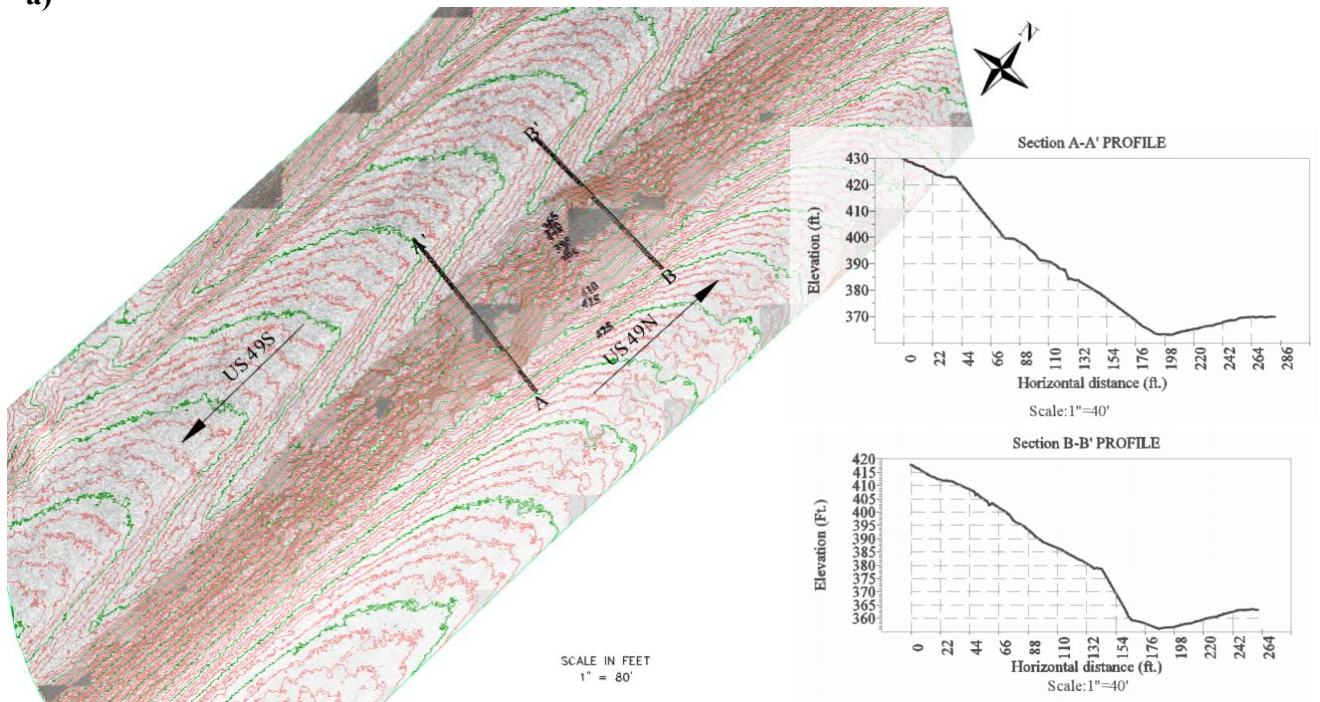 a)
N
B'
A'
410
415
425
B
US 49N
US 49S
A
SCALE IN FEET
1" = 80'
Section A-A' PROFILE
Elevation (ft.)
430
420
410
400
390
380
370
0 22 44 66 88 110 132 154 176 198 220 242 264 286
Horizontal distance (ft.)
Scale:1"=40'
Section B-B' PROFILE
Elevation (Ft.)
420
415
410
405
400
395
390
385
380
375
370
365
360
0 22 44 66 88 110 132 154 176 198 220 242 264
Horizontal distance (ft.)
Scale:1"=40'